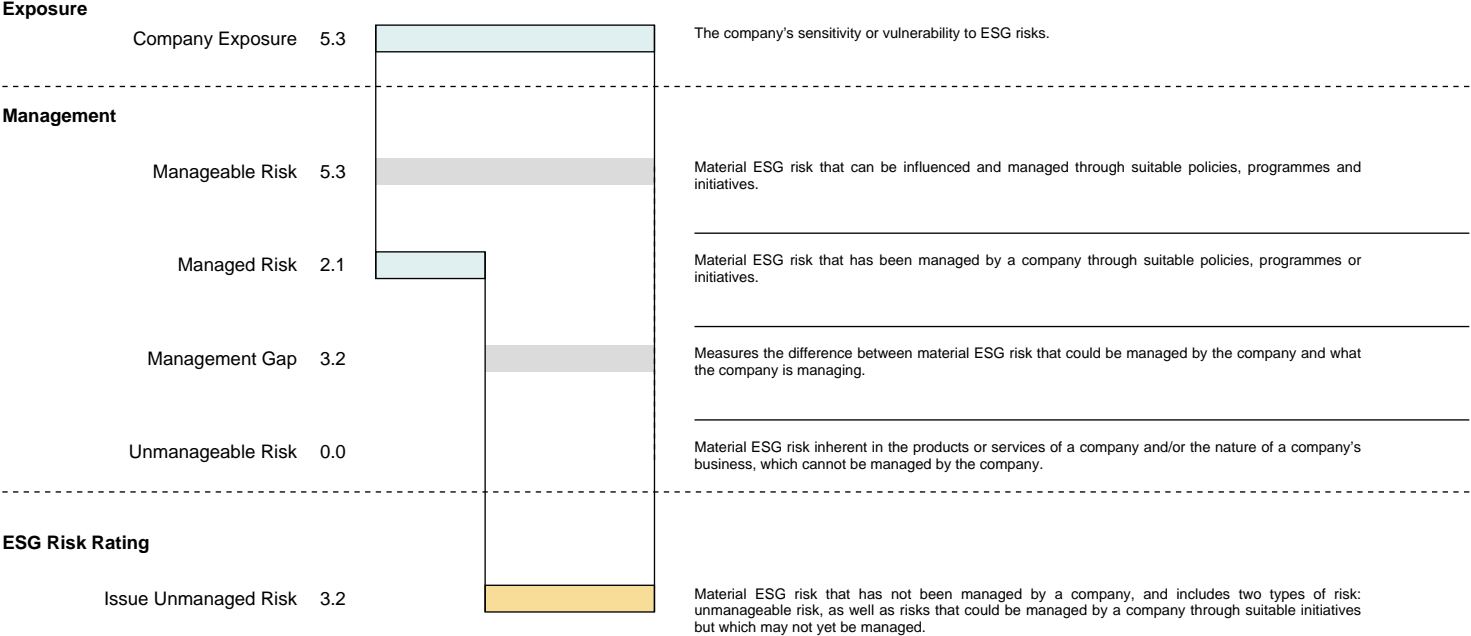 Exposure
Company Exposure 5.3
The company’s sensitivity or vulnerability to ESG risks.
Management
Manageable Risk 5.3
Material ESG risk that can be influenced and managed through suitable policies, programmes and
initiatives.
Managed Risk 2.1
Material ESG risk that has been managed by a company through suitable policies, programmes or
initiatives.
Management Gap 3.2
Measures the difference between material ESG risk that could be managed by the company and what
the company is managing.
Unmanageable Risk 0.0
Material ESG risk inherent in the products or services of a company and/or the nature of a company’s
business, which cannot be managed by the company.
ESG Risk Rating
Issue Unmanaged Risk 3.2
Material ESG risk that has not been managed by a company, and includes two types of risk:
unmanageable risk, as well as risks that could be managed by a company through suitable initiatives
but which may not yet be managed.